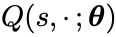 Q(s, · ; θ)